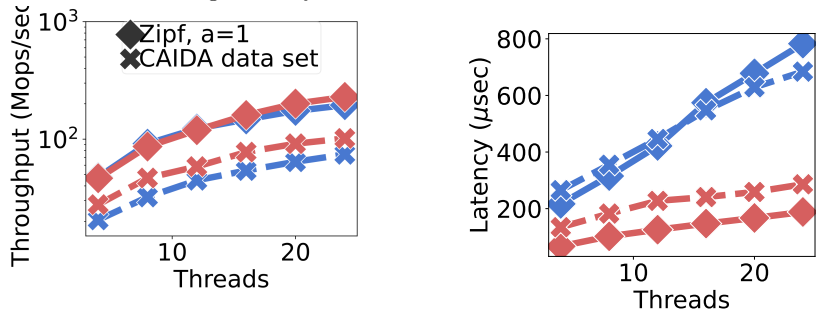 10³
10²
Throughput (Mops/sec
Zipf, a=1
CAIDA data set
10
20
Threads
800
600
400
200
Latency (μsec)
10
20
Threads